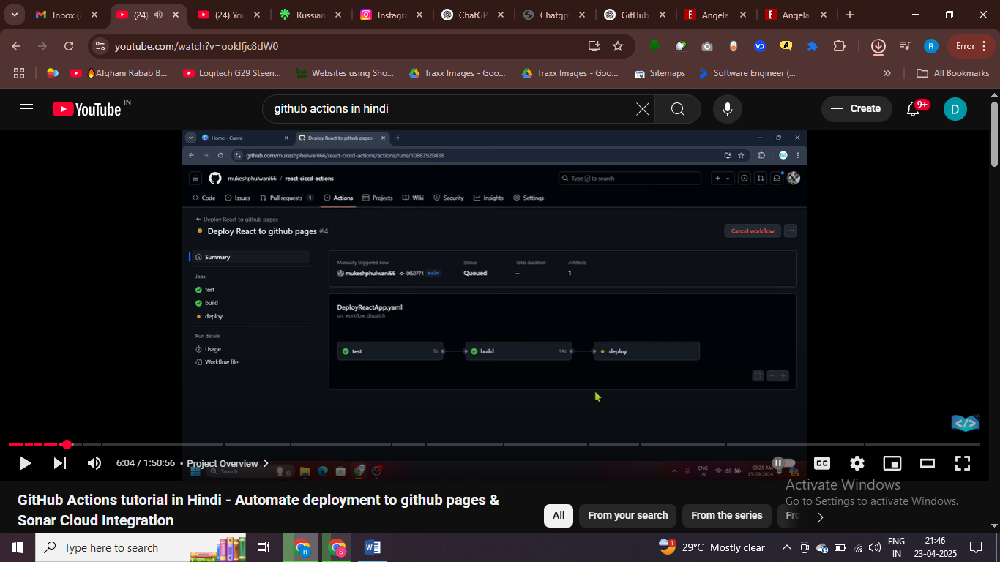 Inbox (2
(24)
(24) You
Russian
Instagra
ChatGP
Chatgp
GitHub
Angela
Angela
youtube.com/watch?v=ooklfjc8dW0
R
Error
🔥Afghani Rabab B...
Logitech G29 Steeri...
Websites using Sho...
Traxx Images - Goo...
Traxx Images - Goo...
Sitemaps
Software Engineer (...
»
All Bookmarks
YouTube IN
github actions in hindi
Create
9+
D
Home - Canva
Deploy React to github pages
github.com/mukeshphulwani66/react-ciccd-actions/actions/runs/10867920438
mukeshphulwani66 / react-ciccd-actions
Type / to search
Code
Issues
Pull requests 1
Actions
Projects
Wiki
Security
Insights
Settings
← Deploy React to github pages
Deploy React to github pages #4
Cancel workflow
Summary
Jobs
test
build
deploy
Run details
Usage
Workflow file
Manually triggered now
mukeshphulwani66 0f50771 main
Status
Queued
Total duration
–
Artifacts
1
DeployReactApp.yaml
on: workflow_dispatch
test 9s
build 14s
deploy
</>
6:04 / 1:50:56 • Project Overview
CC
Search
ENG
IN
09:25 AM
15-09-2024
Activate Windows
Go to Settings to activate Windows.
GitHub Actions tutorial in Hindi - Automate deployment to github pages &
Sonar Cloud Integration
All
From your search
From the series
Fro
Type here to search
R
S
W
1
29°C Mostly clear
ENG
IN
21:46
23-04-2025